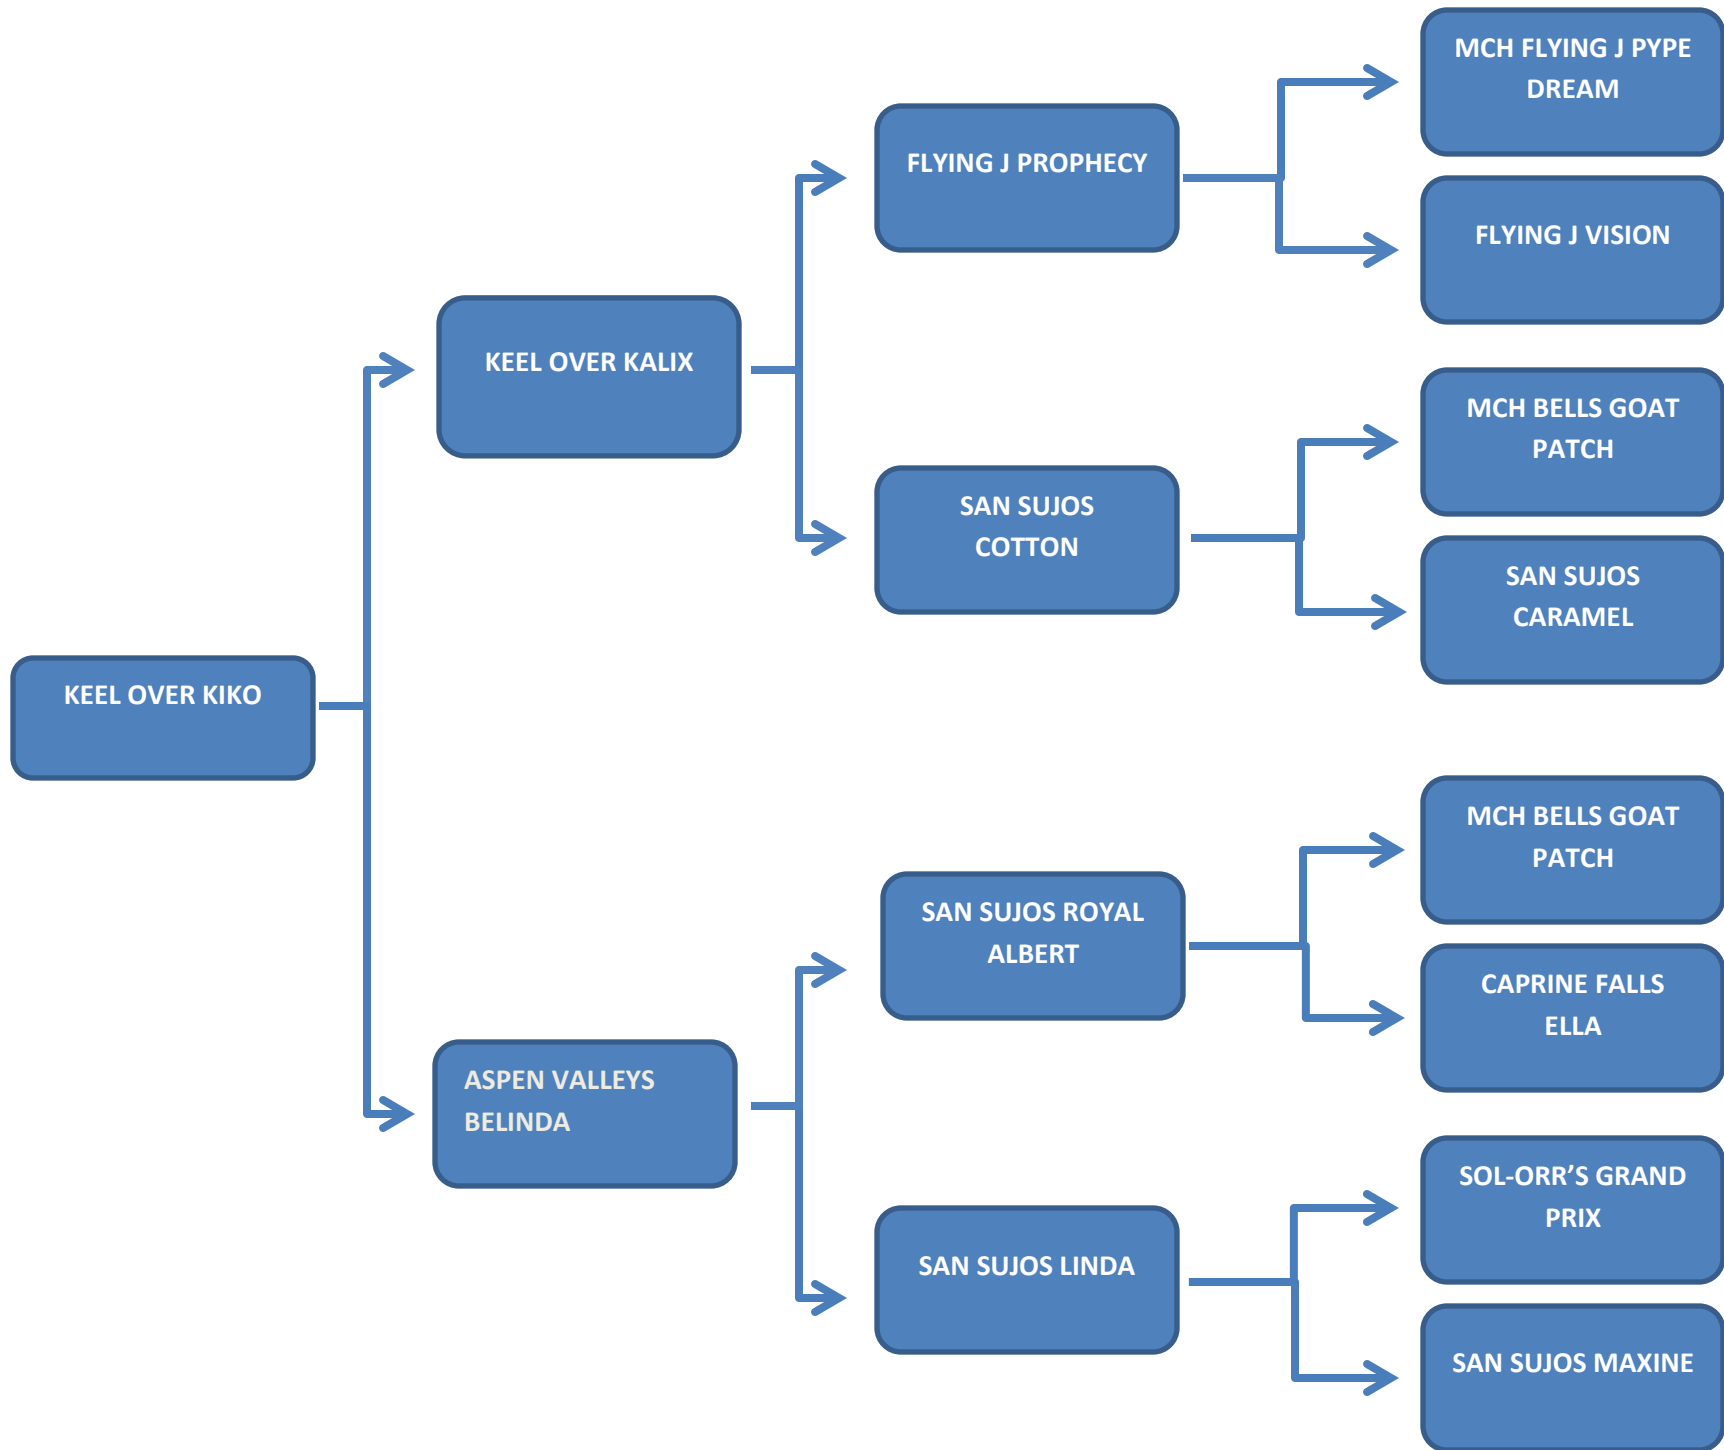 MCH FLYING J PYPE
DREAM
FLYING J PROPHECY
FLYING J VISION
KEEL OVER KALIX
MCH BELLS GOAT
PATCH
SAN SUJOS
COTTON
SAN SUJOS
CARAMEL
KEEL OVER KIKO
MCH BELLS GOAT
PATCH
SAN SUJOS ROYAL
ALBERT
CAPRINE FALLS
ELLA
ASPEN VALLEYS
BELINDA
SOL-ORR’S GRAND
PRIX
SAN SUJOS LINDA
SAN SUJOS MAXINE